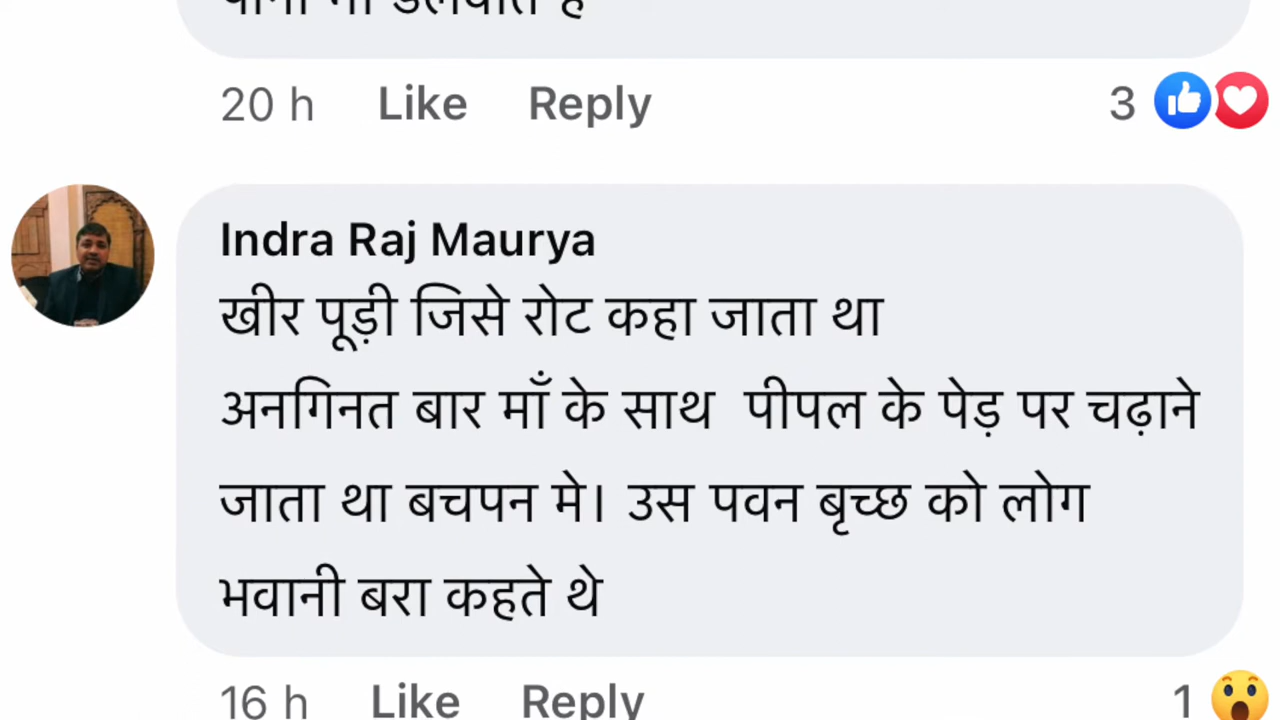 20 h Like Reply 3
Indra Raj Maurya
खीर पूड़ी जिसे रोट कहा जाता था
अनगिनत बार माँ के साथ पीपल के पेड़ पर चढ़ाने
जाता था बचपन मे। उस पवन बृच्छ को लोग
भवानी बरा कहते थे
16 h Like Reply 1